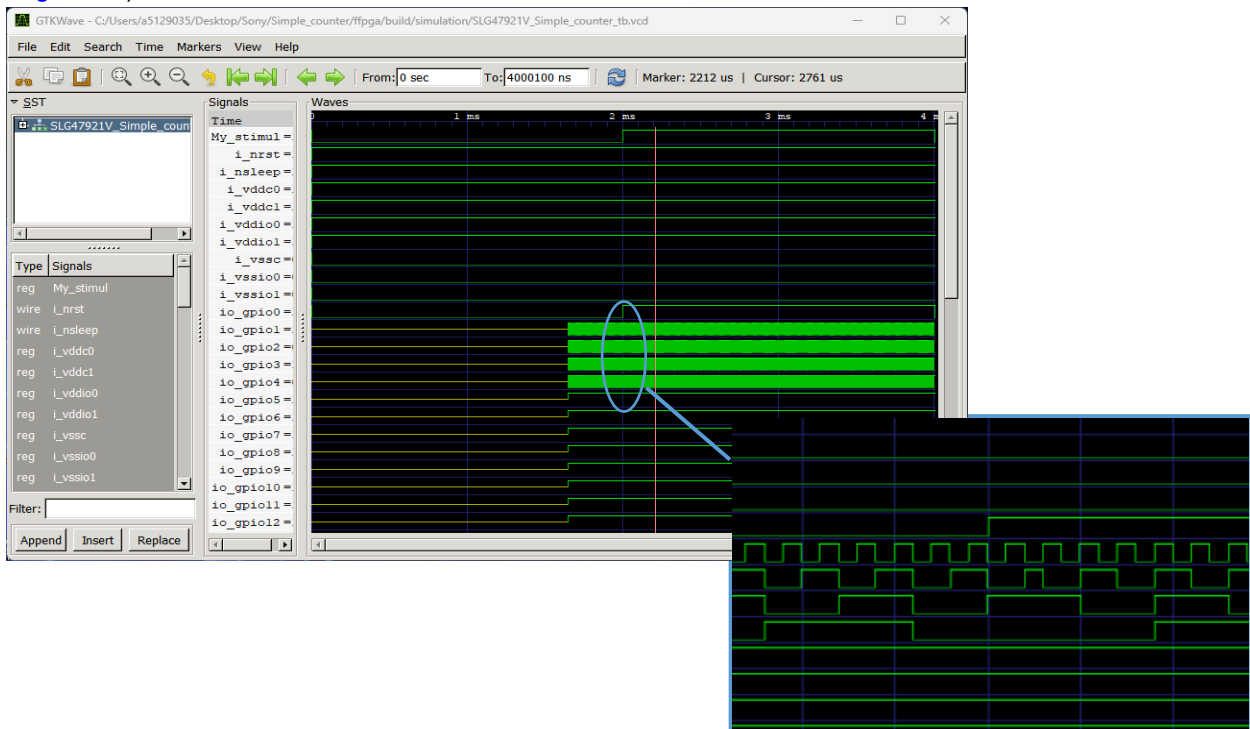 GTKWave - C:/Users/a5129035/Desktop/Sony/Simple_counter/ffpga/build/simulation/SLG47921V_Simple_counter_tb.vcd
File Edit Search Time Markers View Help
From: 0 sec To: 4000100 ns Marker: 2212 us | Cursor: 2761 us
SST
SLG47921V_Simple_coun
Type Signals
reg My_stimul
wire i_nrst
wire i_nsleep
reg i_vddc0
reg i_vddc1
reg i_vddio0
reg i_vddio1
reg i_vssc
reg i_vssio0
reg i_vssio1
Filter:
Append Insert Replace
Signals
Time
My_stimul=
i_nrst=
i_nsleep=
i_vddc0=
i_vddc1=
i_vddio0=
i_vddio1=
i_vssc=
i_vssio0=
i_vssio1=
io_gpio0=
io_gpio1=
io_gpio2=
io_gpio3=
io_gpio4=
io_gpio5=
io_gpio6=
io_gpio7=
io_gpio8=
io_gpio9=
io_gpio10=
io_gpio11=
io_gpio12=
Waves
1 ms 2 ms 3 ms 4 m